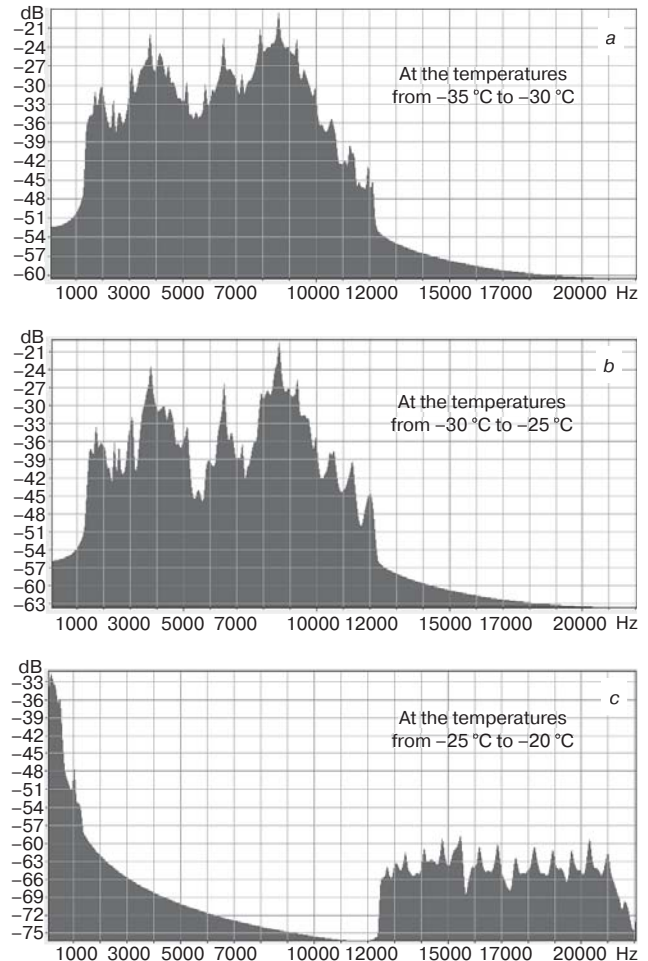 dB
−21
−24
−27
−30
−33
−36
−39
−42
−45
−48
−51
−54
−57
−60
a
At the temperatures
from −35 °C to −30 °C
1000 3000 5000 7000 10000 12000 15000 17000 20000 Hz
dB
−21
−24
−27
−30
−33
−36
−39
−42
−45
−48
−51
−54
−57
−60
−63
b
At the temperatures
from −30 °C to −25 °C
1000 3000 5000 7000 10000 12000 15000 17000 20000 Hz
dB
−33
−36
−39
−42
−45
−48
−51
−54
−57
−60
−63
−66
−69
−72
−75
c
At the temperatures
from −25 °C to −20 °C
1000 3000 5000 7000 10000 12000 15000 17000 20000 Hz